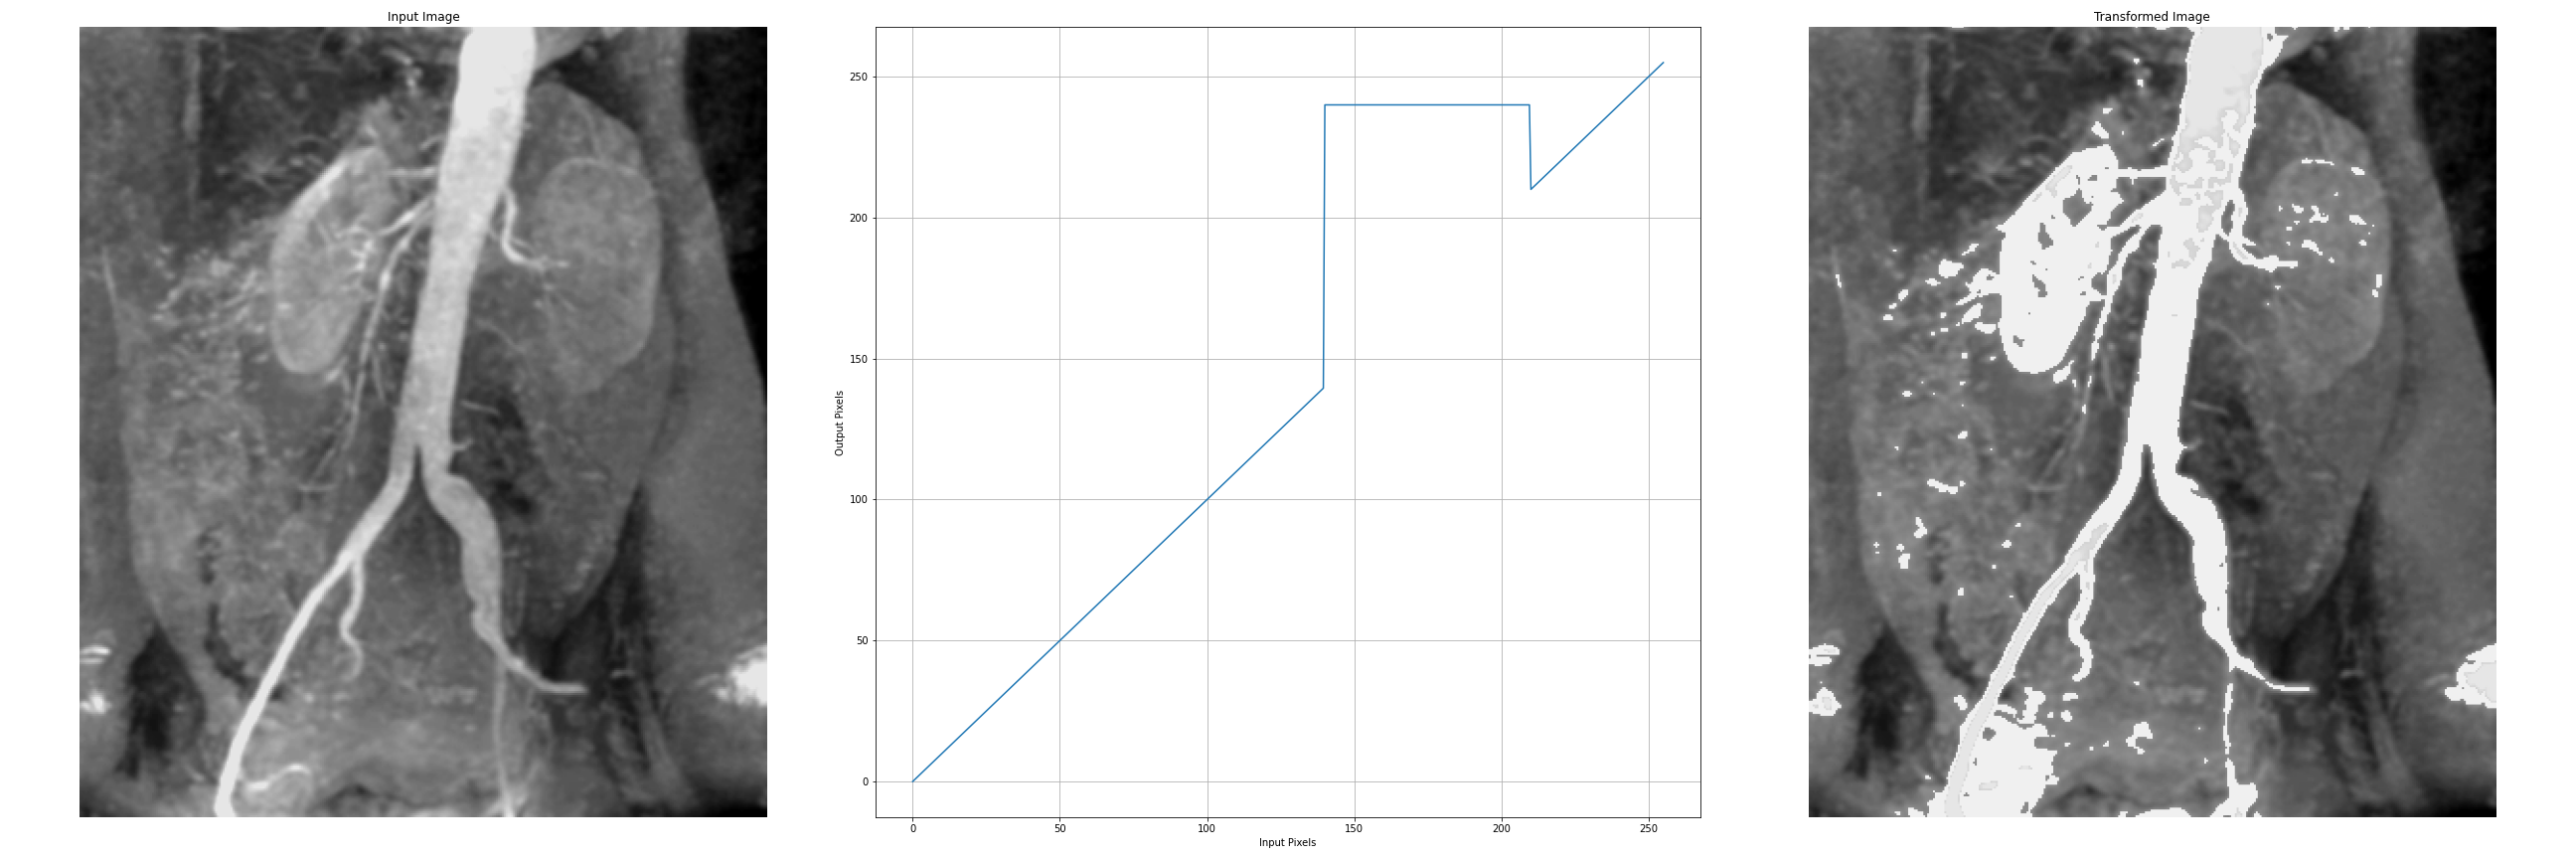 Input Image
Transformed Image
Output Pixels
250
200
150
100
50
0
0 50 100 150 200 250
Input Pixels